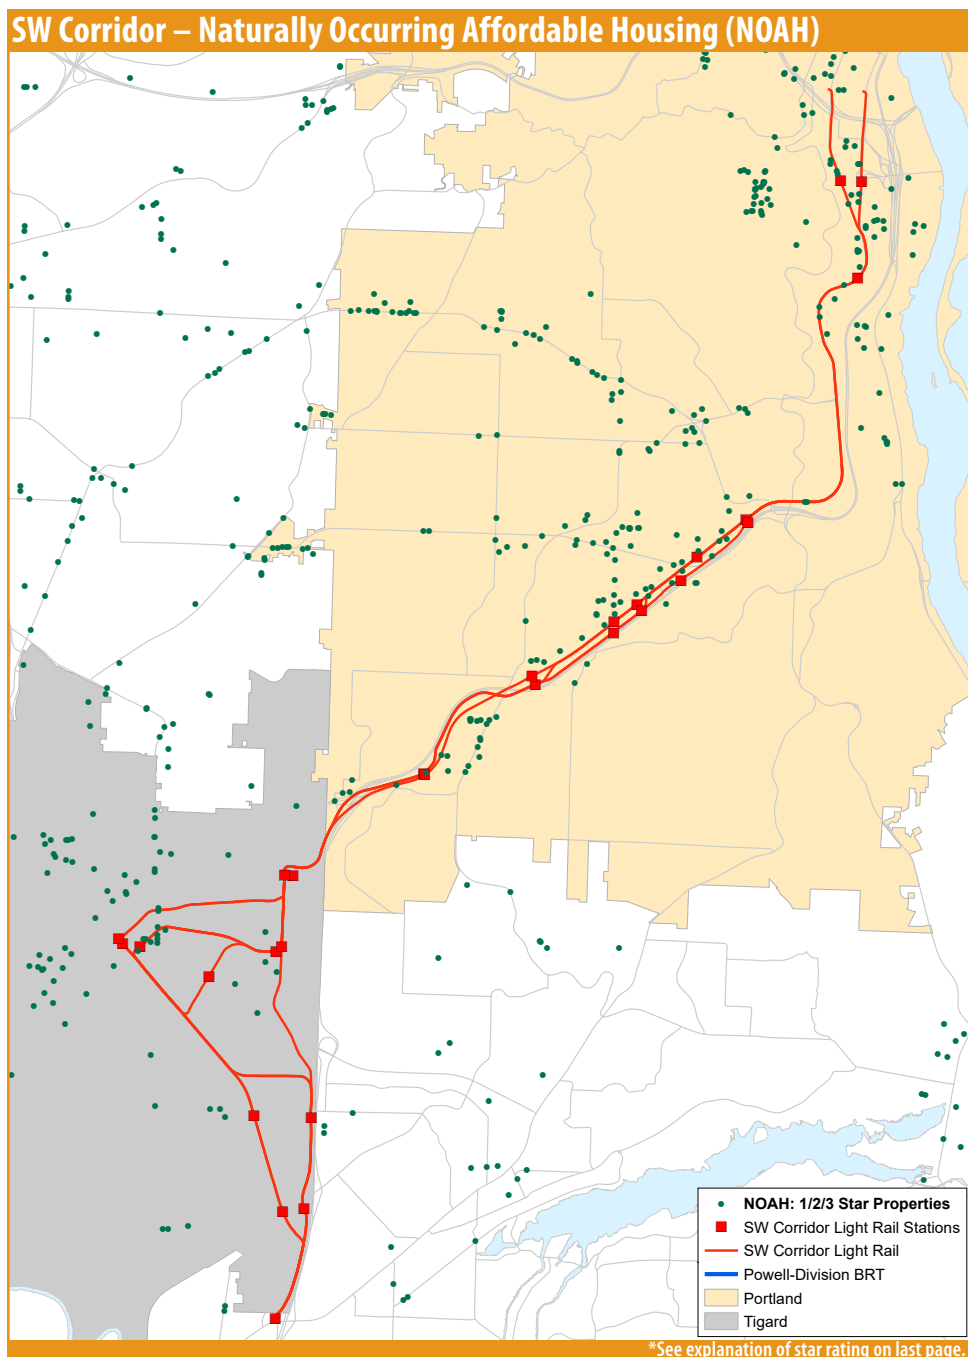 SW Corridor – Naturally Occurring Affordable Housing (NOAH)
NOAH: 1/2/3 Star Properties
SW Corridor Light Rail Stations
SW Corridor Light Rail
Powell-Division BRT
Portland
Tigard
*See explanation of star rating on last page.